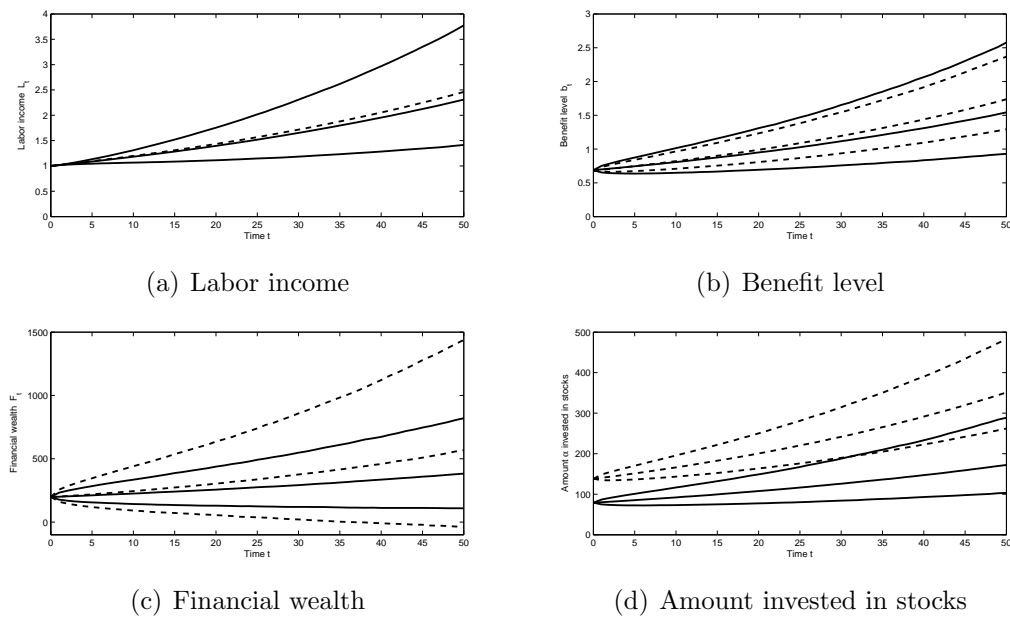 4
3.5
3
2.5
2
1.5
1
0.5
0
Labor income L_t
0 5 10 15 20 25 30 35 40 45 50
Time t
(a) Labor income
3
2.5
2
1.5
1
0.5
0
Benefit level b_t
0 5 10 15 20 25 30 35 40 45 50
Time t
(b) Benefit level
1500
1000
500
0
Financial wealth F_t
0 5 10 15 20 25 30 35 40 45 50
Time t
(c) Financial wealth
500
400
300
200
100
0
Amount α invested in stocks
0 5 10 15 20 25 30 35 40 45 50
Time t
(d) Amount invested in stocks